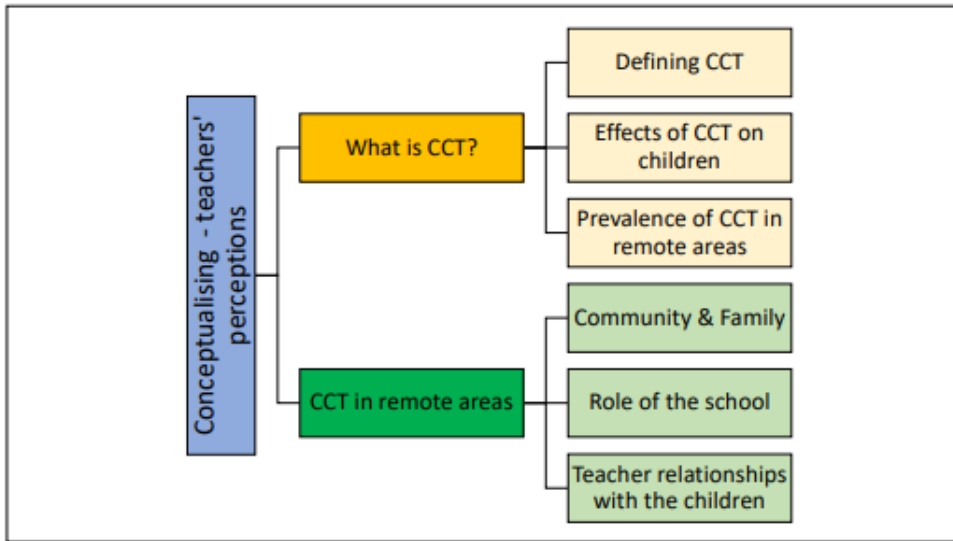 Conceptualising - teachers'
perceptions
What is CCT?
Defining CCT
Effects of CCT on
children
Prevalence of CCT in
remote areas
CCT in remote areas
Community & Family
Role of the school
Teacher relationships
with the children